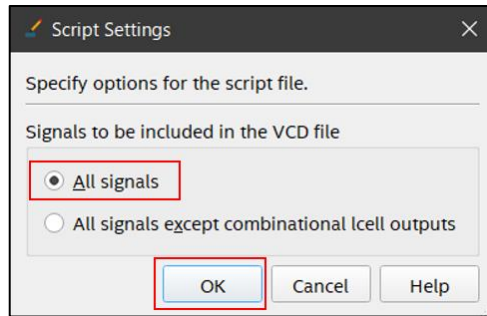 Script Settings
Specify options for the script file.
Signals to be included in the VCD file
All signals
All signals except combinational lcell outputs
OK Cancel Help